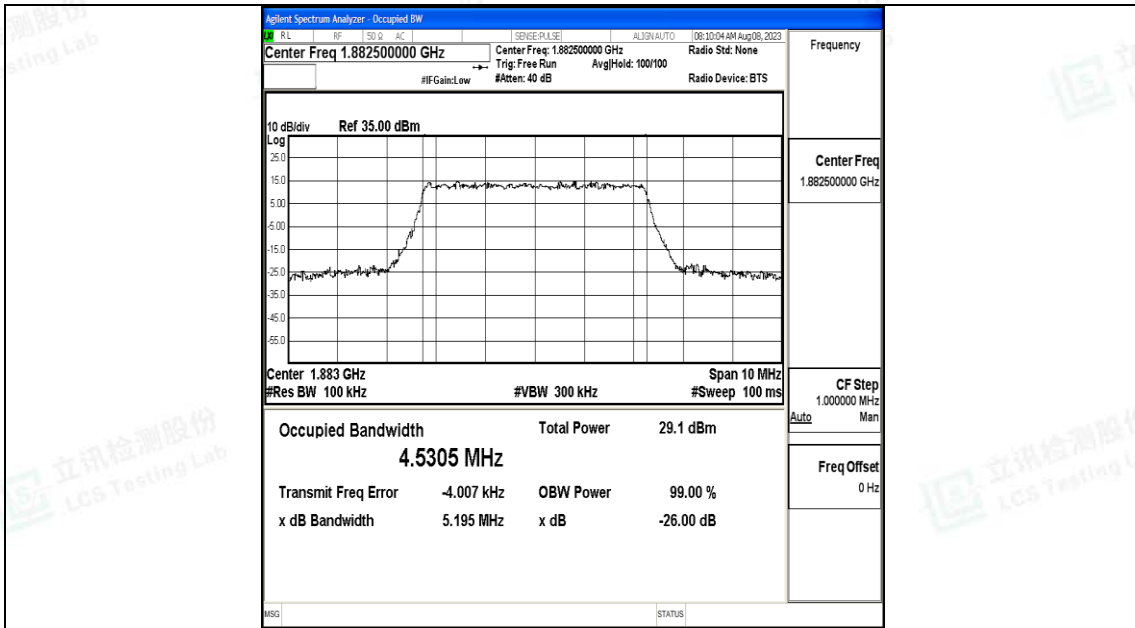 Agilent Spectrum Analyzer - Occupied BW
RL RF 50 Ω AC SENSE:PULSE ALIGN AUTO 08:10:04 AM Aug 08, 2023
Center Freq 1.882500000 GHz
Center Freq: 1.882500000 GHz
Radio Std: None
Trig: Free Run Avg|Hold: 100/100
#IFGain:Low
#Atten: 40 dB
Radio Device: BTS
10 dB/div Ref 35.00 dBm
Log
25.0
15.0
5.00
-5.00
-15.0
-25.0
-35.0
-45.0
-55.0
Center 1.883 GHz Span 10 MHz
#Res BW 100 kHz #VBW 300 kHz #Sweep 100 ms
Occupied Bandwidth Total Power 29.1 dBm
4.5305 MHz
Transmit Freq Error -4.007 kHz OBW Power 99.00 %
x dB Bandwidth 5.195 MHz x dB -26.00 dB
MSG STATUS
Frequency
Center Freq
1.882500000 GHz
CF Step
1.000000 MHz
Auto Man
Freq Offset
0 Hz
立讯检测股份
LCS Testing Lab
立讯检测股份
LCS Testing L